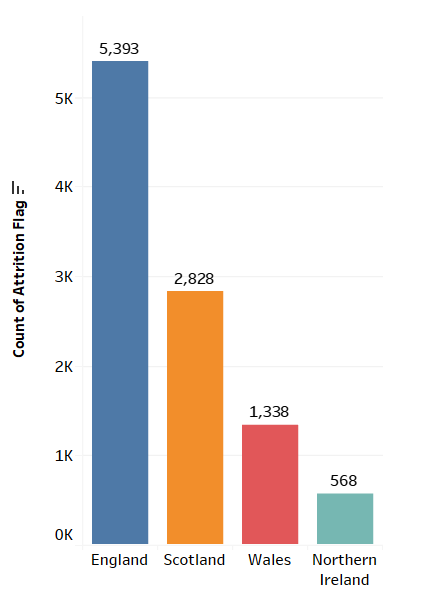 5,393
5K
4K
3K
2,828
2K
1,338
1K
568
0K
Count of Attrition Flag
England
Scotland
Wales
Northern
Ireland